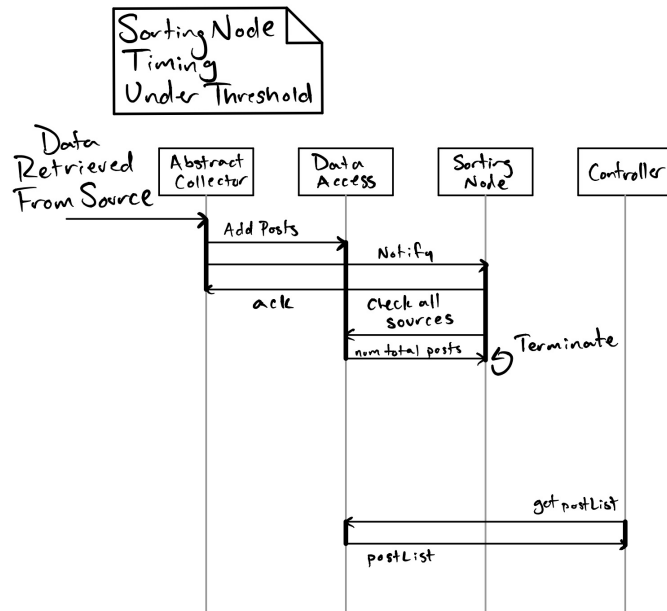 Sorting Node
Timing
Under Threshold
Data
Retrieved
From Source
Abstract
Collector
Data
Access
Sorting
Node
Controller
Add Posts
Notify
ack
Check all
sources
num total posts
Terminate
get postList
postList